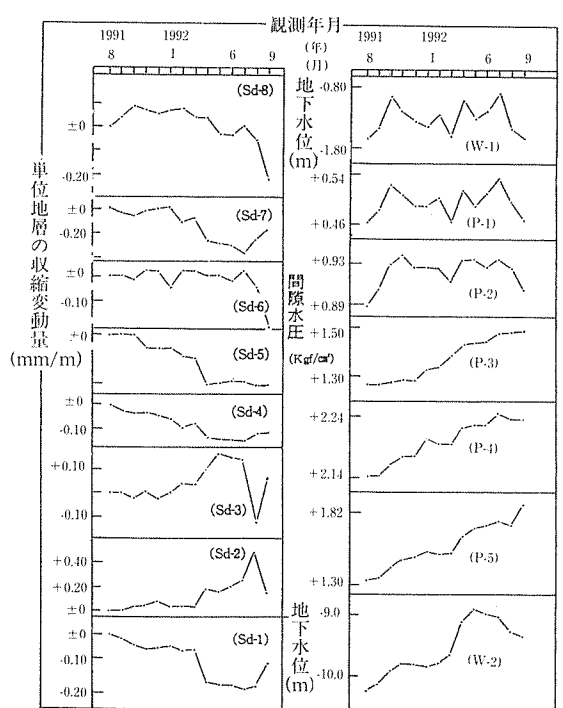 観測年月
1991 1992
8 1 6 9
(年)
(月)
1991 1992
8 1 6 9
単位地層の収縮変動量
(mm/m)
(Sd-8)
±0
-0.20
(Sd-7)
±0
-0.20
(Sd-6)
±0
-0.10
(Sd-5)
±0
(Sd-4)
±0
-0.10
(Sd-3)
+0.10
-0.10
(Sd-2)
+0.40
+0.20
±0
(Sd-1)
±0
-0.10
-0.20
地下水位
(m)
-0.80
-1.80
(W-1)
間隙水圧
(Kgf/c㎡)
+0.54
+0.46
(P-1)
+0.93
+0.89
(P-2)
+1.50
+1.30
(P-3)
+2.24
+2.14
(P-4)
+1.82
+1.30
(P-5)
地下水位
(m)
-9.0
-10.0
(W-2)